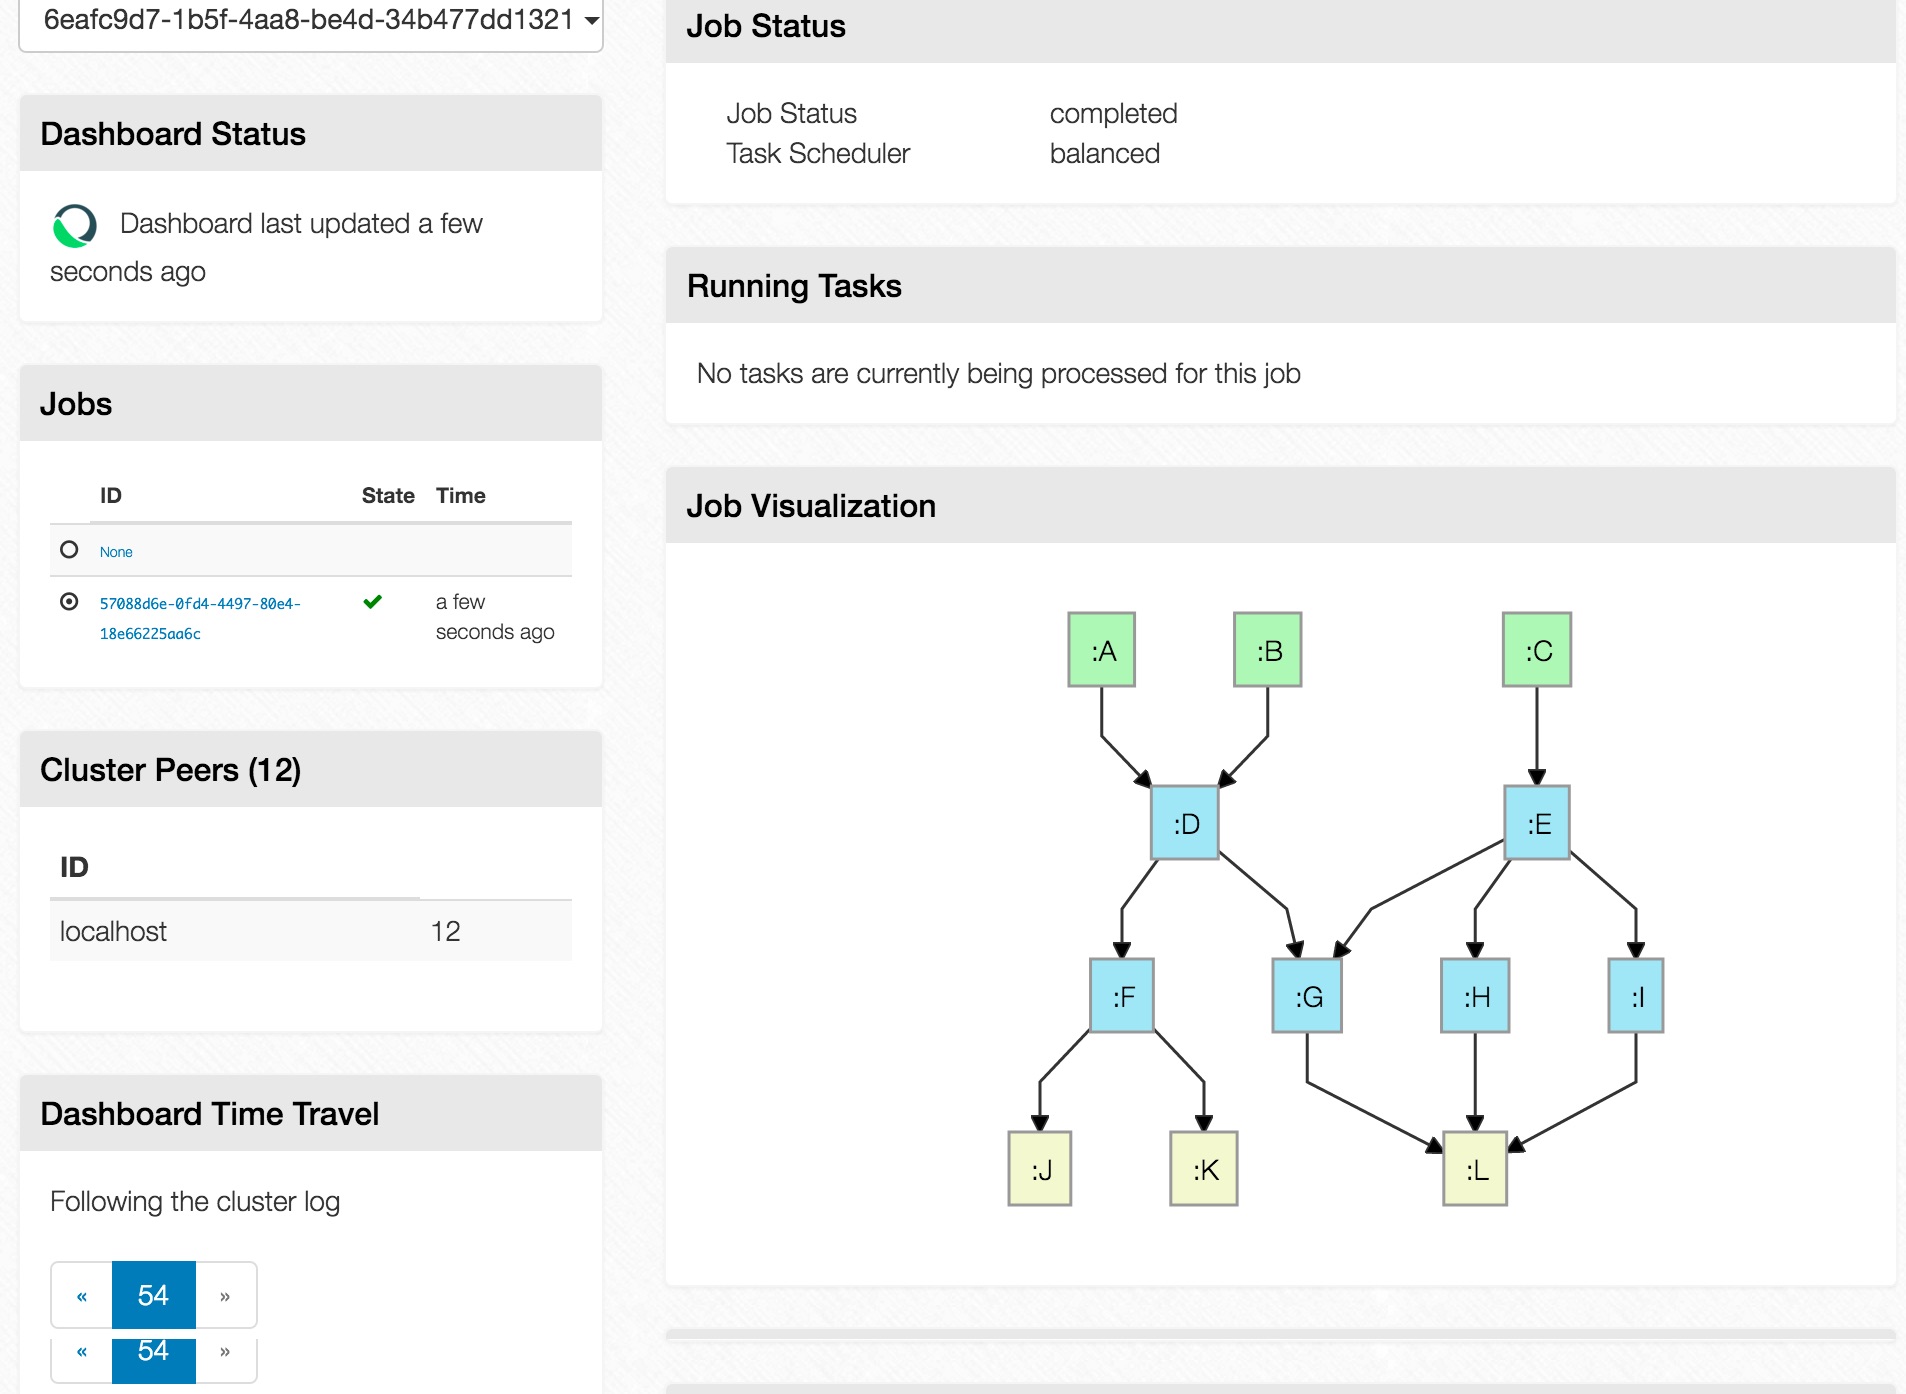 6eafc9d7-1b5f-4aa8-be4d-34b477dd1321
Dashboard Status
Dashboard last updated a few
seconds ago
Jobs
ID State Time
None
57088d6e-0fd4-4497-80e4-
18e66225aa6c
a few
seconds ago
Cluster Peers (12)
ID
localhost 12
Dashboard Time Travel
Following the cluster log
« 54 »
« 54 »
Job Status
Job Status completed
Task Scheduler balanced
Running Tasks
No tasks are currently being processed for this job
Job Visualization
:A :B :C
:D :E
:F :G :H :I
:J :K :L